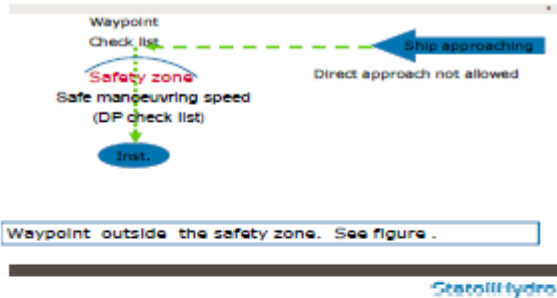 Waypoint
Check list
Ship approaching
Safety zone
Direct approach not allowed
Safe manoeuvring speed
(DP check list)
Inst.
Waypoint outside the safety zone. See figure .
StatoilHydro